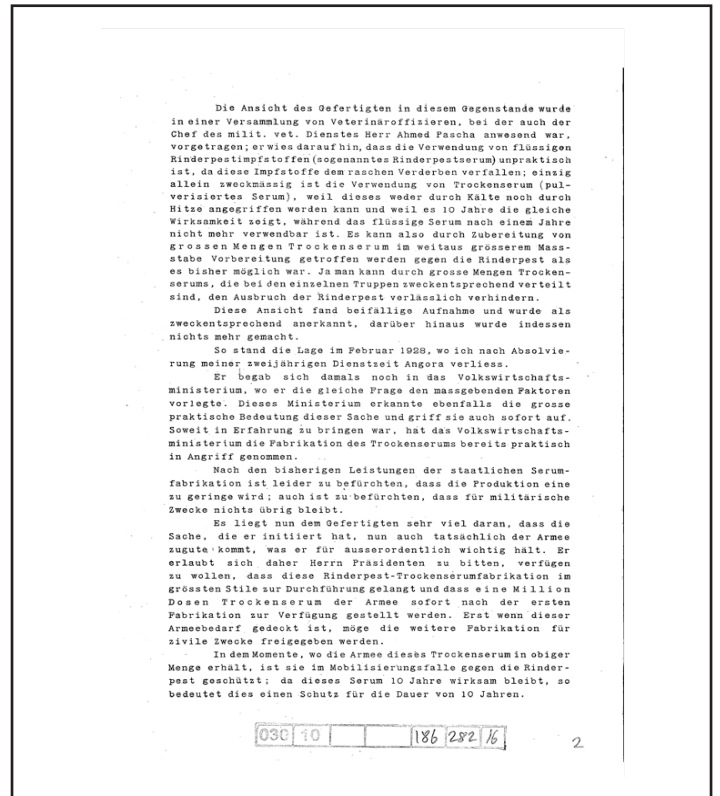 Die Ansicht des Gefertigten in diesem Gegenstande wurde
in einer Versammlung von Veterinäroffizieren, bei der auch der
Chef des milit. vet. Dienstes Herr Ahmed Pascha anwesend war,
vorgetragen; er wies darauf hin, dass die Verwendung von flüssigen
Rinderpestimpfstoffen (sogenanntes Rinderpestserum) unpraktisch
ist, da diese Impfstoffe dem raschen Verderben verfallen; einzig
allein zweckmässig ist die Verwendung von Trockenserum (pul-
verisiertes Serum), weil dieses weder durch Kälte noch durch
Hitze angegriffen werden kann und weil es 10 Jahre die gleiche
Wirksamkeit zeigt, während das flüssige Serum nach einem Jahre
nicht mehr verwendbar ist. Es kann also durch Zubereitung von
grossen Mengen Trockenserum im weitaus grösserem Mass-
stabe Vorbereitung getroffen werden gegen die Rinderpest als
es bisher möglich war. Ja man kann durch grosse Mengen Trocken-
serums, die bei den einzelnen Truppen zweckentsprechend verteilt
sind, den Ausbruch der Rinderpest verlässlich verhindern.
Diese Ansicht fand beifällige Aufnahme und wurde als
zweckentsprechend anerkannt, darüber hinaus wurde indessen
nichts mehr gemacht.
So stand die Lage im Februar 1928, wo ich nach Absolvie-
rung meiner zweijährigen Dienstzeit Angora verliess.
Er begab sich damals noch in das Volkswirtschafts-
ministerium, wo er die gleiche Frage den massgebenden Faktoren
vorlegte. Dieses Ministerium erkannte ebenfalls die grosse
praktische Bedeutung dieser Sache und griff sie auch sofort auf.
Soweit in Erfahrung zu bringen war, hat das Volkswirtschafts-
ministerium die Fabrikation des Trockenserums bereits praktisch
in Angriff genommen.
Nach den bisherigen Leistungen der staatlichen Serum-
fabrikation ist leider zu befürchten, dass die Produktion eine
zu geringe wird; auch ist zu befürchten, dass für militärische
Zwecke nichts übrig bleibt.
Es liegt nun dem Gefertigten sehr viel daran, dass die
Sache, die er initiiert hat, nun auch tatsächlich der Armee
zugute kommt, was er für ausserordentlich wichtig hält. Er
erlaubt sich daher Herrn Präsidenten zu bitten, verfügen
zu wollen, dass diese Rinderpest-Trockenserumfabrikation im
grössten Stile zur Durchführung gelangt und dass eine Million
Dosen Trockenserum der Armee sofort nach der ersten
Fabrikation zur Verfügung gestellt werden. Erst wenn dieser
Armeebedarf gedeckt ist, möge die weitere Fabrikation für
zivile Zwecke freigegeben werden.
In dem Momente, wo die Armee dieses Trockenserum in obiger
Menge erhält, ist sie im Mobilisierungsfalle gegen die Rinder-
pest geschützt; da dieses Serum 10 Jahre wirksam bleibt, so
bedeutet dies einen Schutz für die Dauer von 10 Jahren.
030 10 186 282 16
2